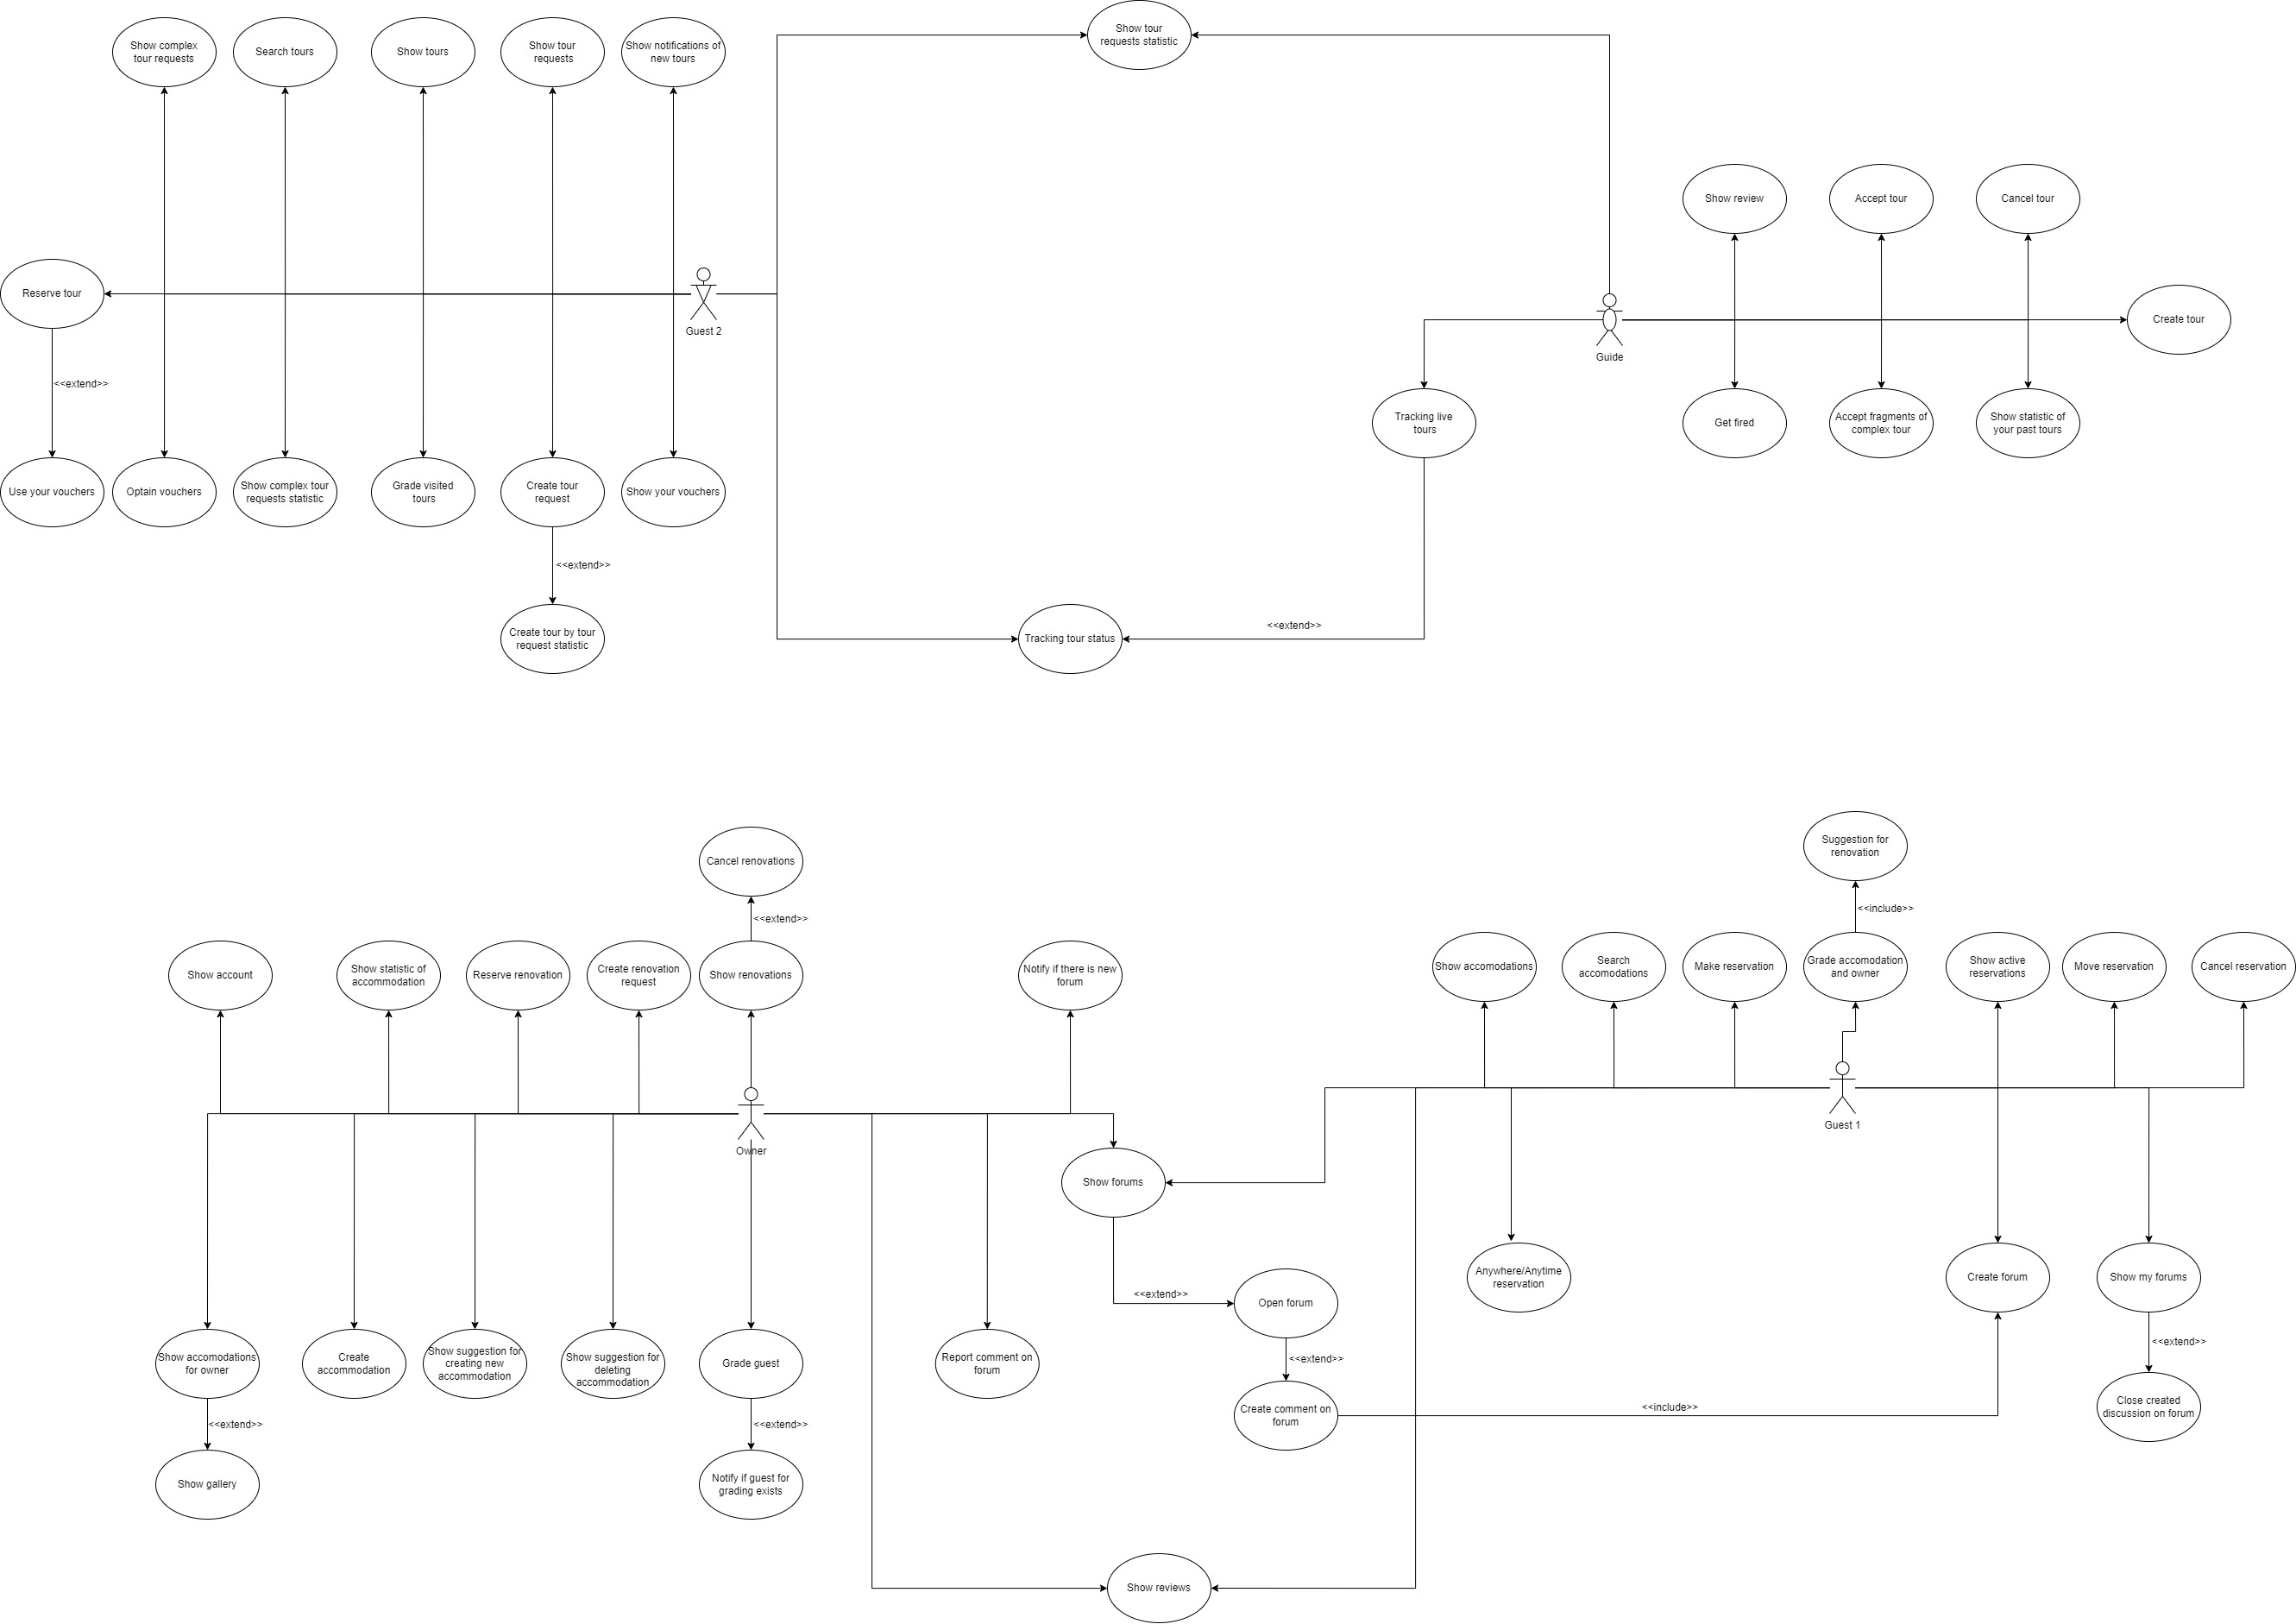 Show tour
requests statistic
Show complex
tour requests
Search tours
Show tours
Show tour
requests
Show notifications of
new tours
Show review
Accept tour
Cancel tour
Reserve tour
Guest 2
Create tour
Guide
<<extend>>
Tracking live
tours
Get fired
Accept fragments of
complex tour
Show statistic of
your past tours
Use your vouchers
Optain vouchers
Show complex tour
requests statistic
Grade visited
tours
Create tour
request
Show your vouchers
<<extend>>
Create tour by tour
request statistic
Tracking tour status
<<extend>>
Suggestion for
renovation
Cancel renovations
<<extend>>
<<include>>
Show account
Show statistic of
accommodation
Reserve renovation
Create renovation
request
Show renovations
Notify if there is new
forum
Show accomodations
Search
accomodations
Make reservation
Grade accomodation
and owner
Show active
reservations
Move reservation
Cancel reservation
Owner
Guest 1
Show forums
Anywhere/Anytime
reservation
Create forum
Show my forums
<<extend>>
Open forum
<<extend>>
<<extend>>
Show accomodations
for owner
Create
accommodation
Show suggestion for
creating new
accommodation
Show suggestion for
deleting
accommodation
Grade guest
Report comment on
forum
Create comment on
forum
<<include>>
Close created
discussion on forum
<<extend>>
<<extend>>
Show gallery
Notify if guest for
grading exists
Show reviews